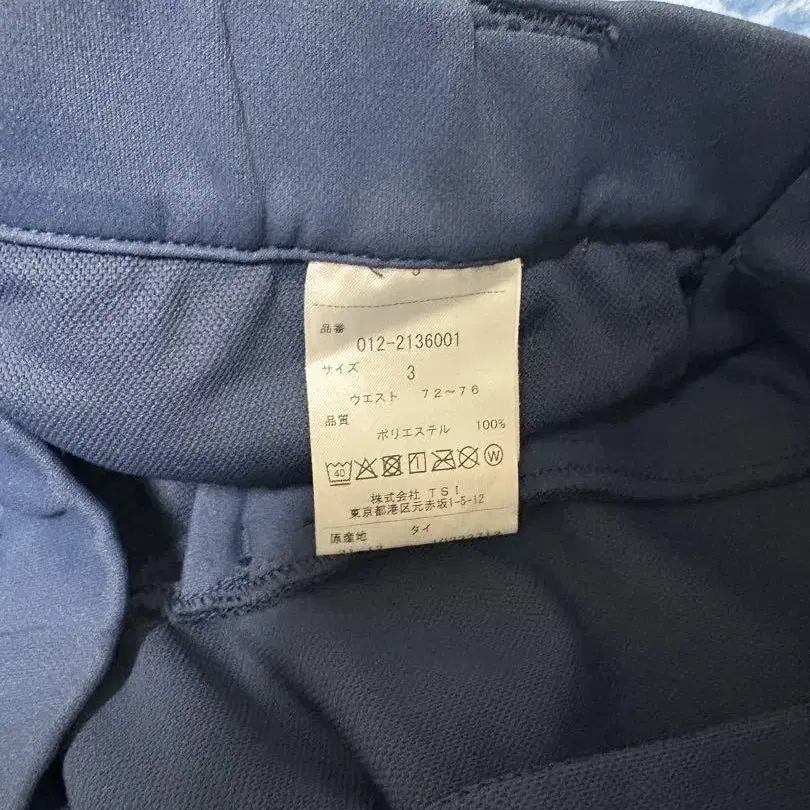 品番
012-2136001
サイズ
3
ウエスト 72~76
品質
ポリエステル 100%
40 W
株式会社 TSI
東京都港区元赤坂1-5-12
原産地 タイ